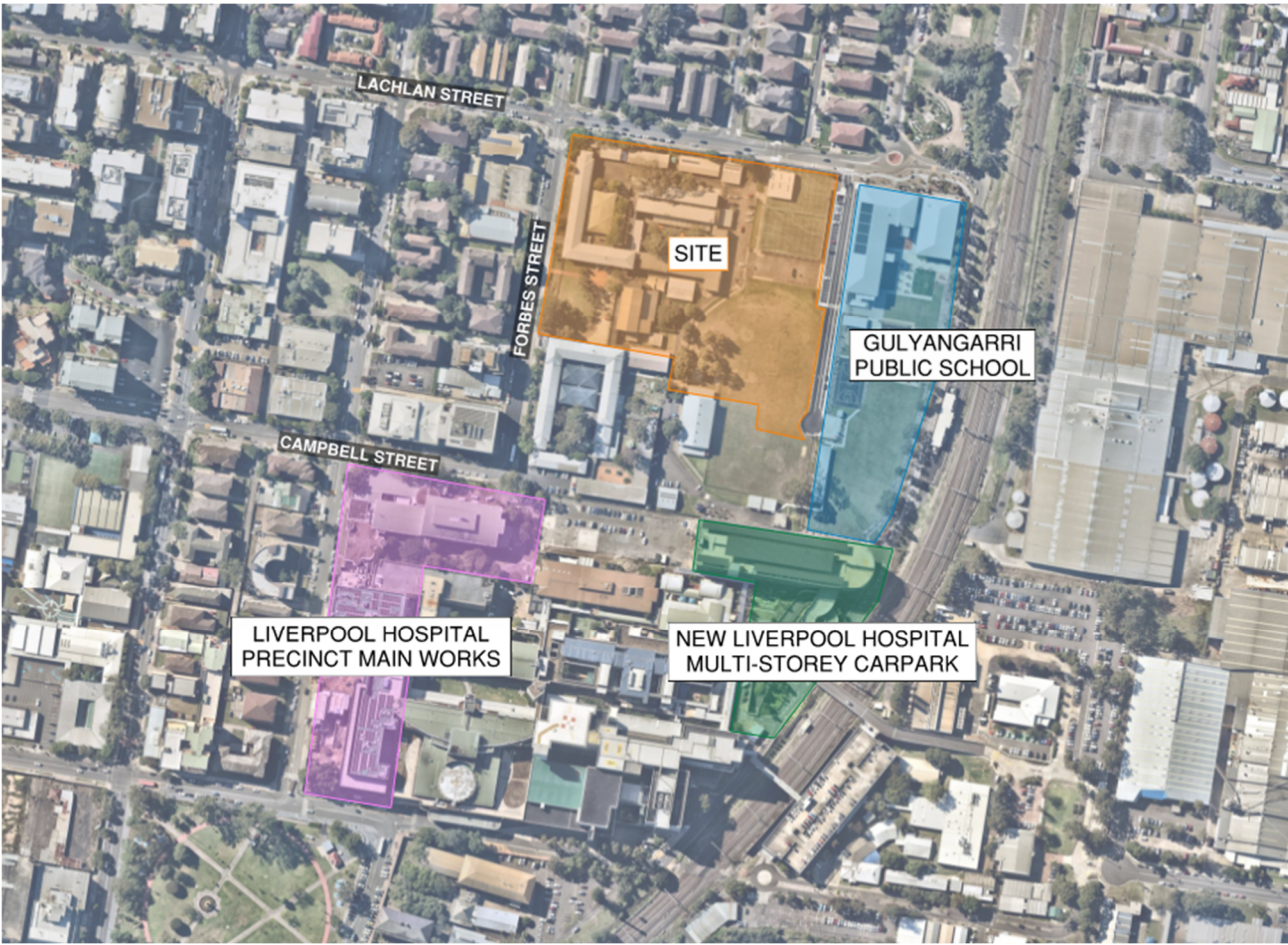 LACHLAN STREET
SITE
FORBES STREET
GULYANGARRI
PUBLIC SCHOOL
CAMPBELL STREET
LIVERPOOL HOSPITAL
PRECINCT MAIN WORKS
NEW LIVERPOOL HOSPITAL
MULTI-STOREY CARPARK